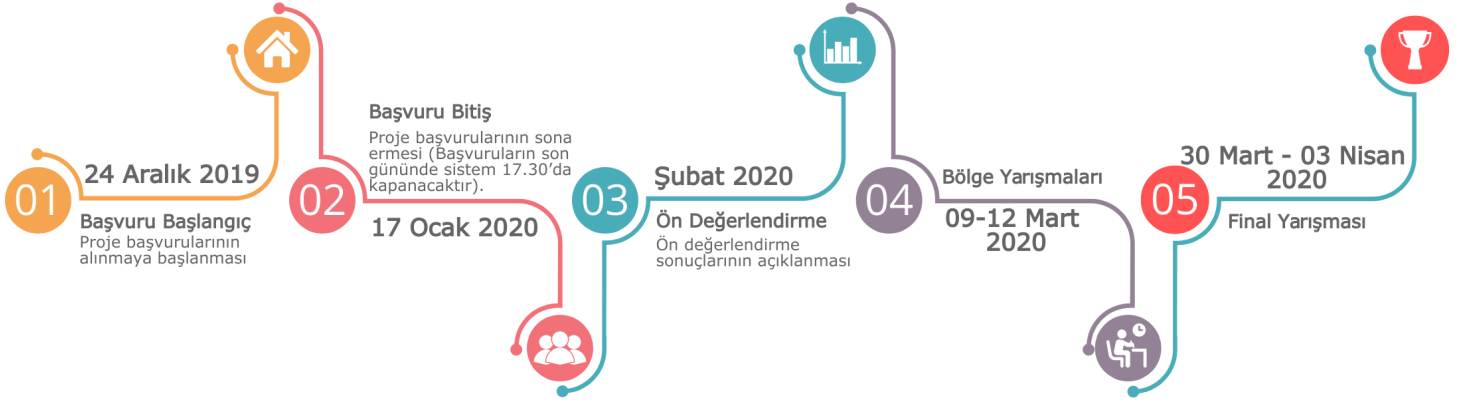 01
24 Aralık 2019
Başvuru Başlangıç
Proje başvurularının
alınmaya başlanması
02
Başvuru Bitiş
Proje başvurularının sona
ermesi (Başvuruların son
gününde sistem 17.30’da
kapanacaktır).
17 Ocak 2020
03
Şubat 2020
Ön Değerlendirme
Ön değerlendirme
sonuçlarının açıklanması
04
Bölge Yarışmaları
09-12 Mart
2020
05
30 Mart - 03 Nisan
2020
Final Yarışması